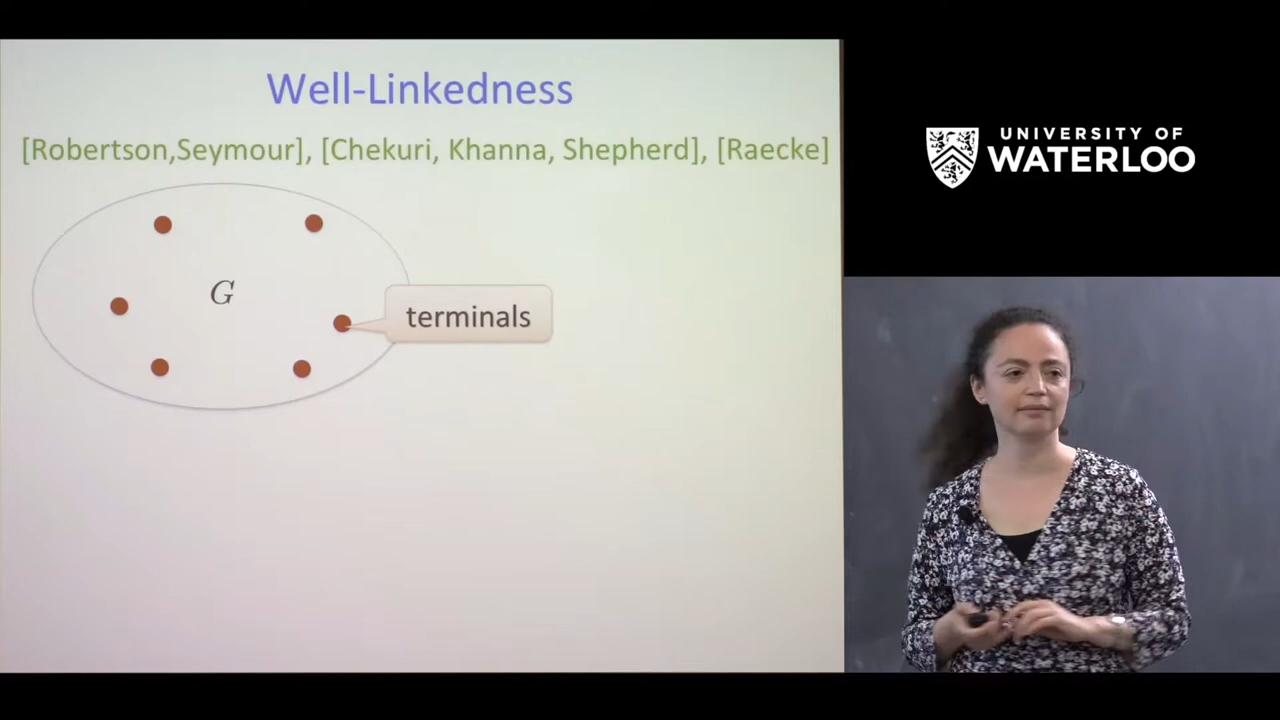 Well-Linkedness
[Robertson,Seymour], [Chekuri, Khanna, Shepherd], [Raecke]
G
terminals
UNIVERSITY OF
WATERLOO